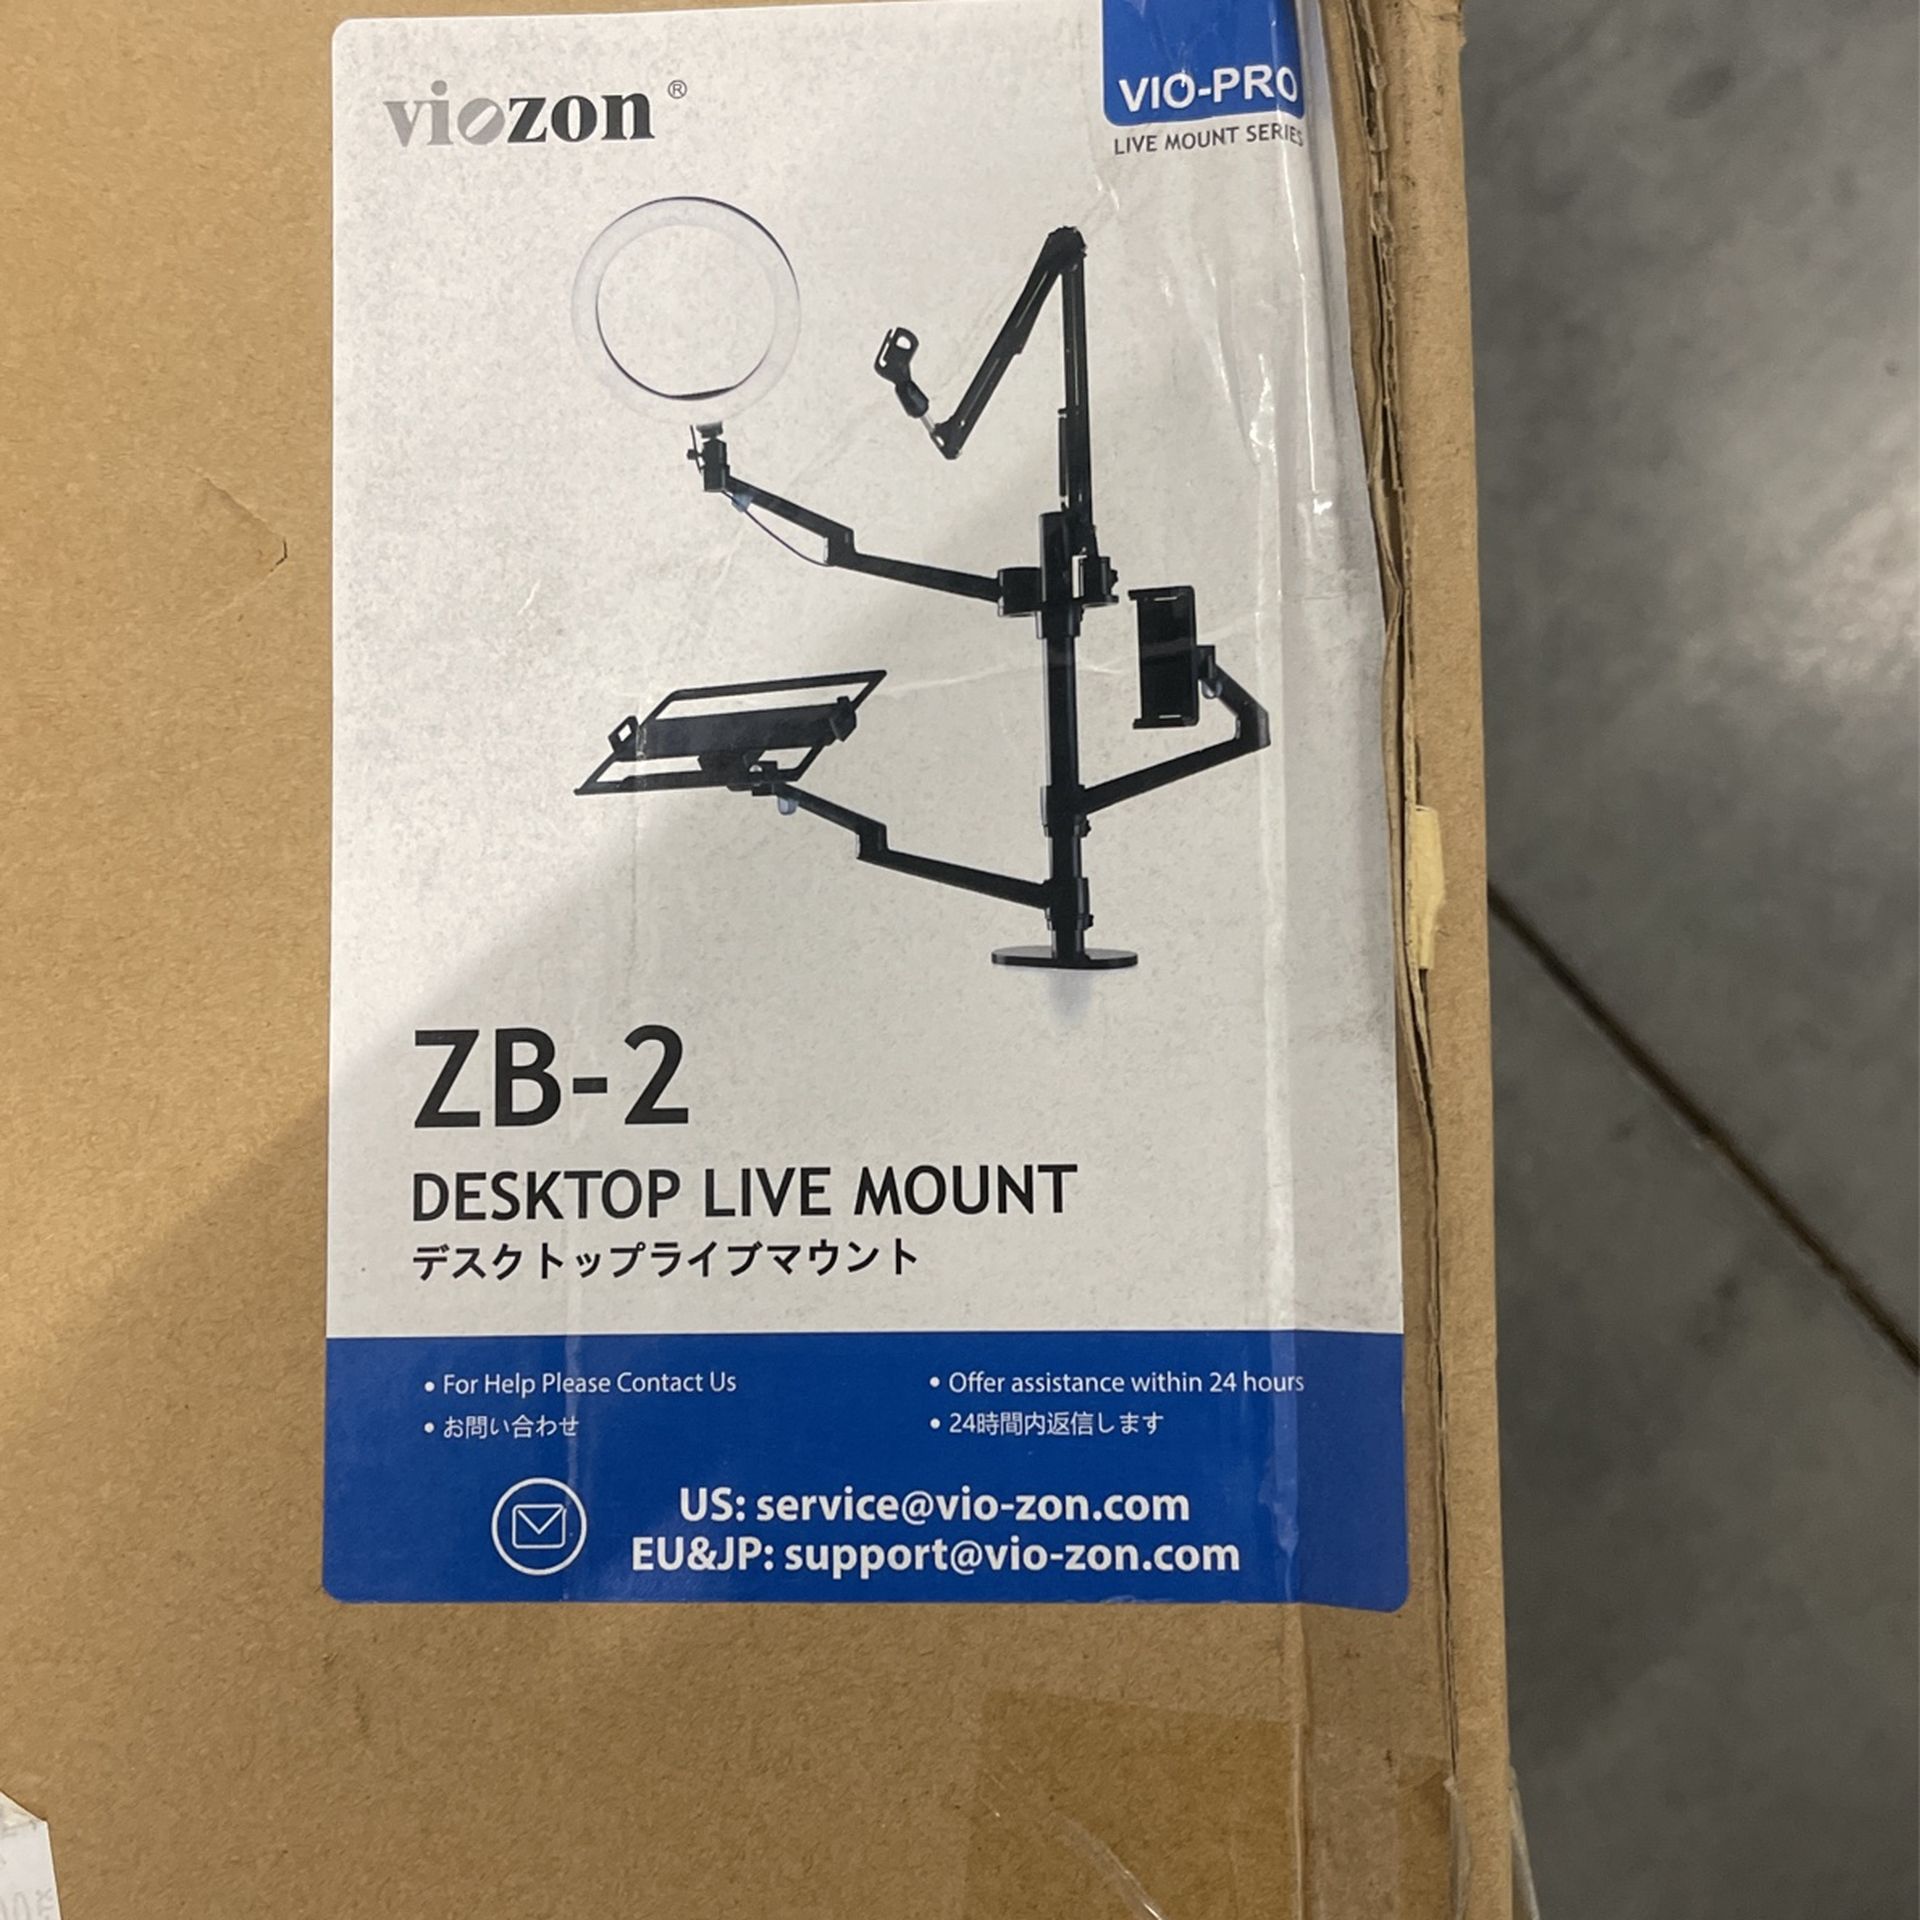 viozon®
VIO-PRO
LIVE MOUNT SERIES
ZB-2
DESKTOP LIVE MOUNT
デスクトップライブマウント
• For Help Please Contact Us
• Offer assistance within 24 hours
• お問い合わせ
• 24時間内返信します
US: service@vio-zon.com
EU&JP: support@vio-zon.com